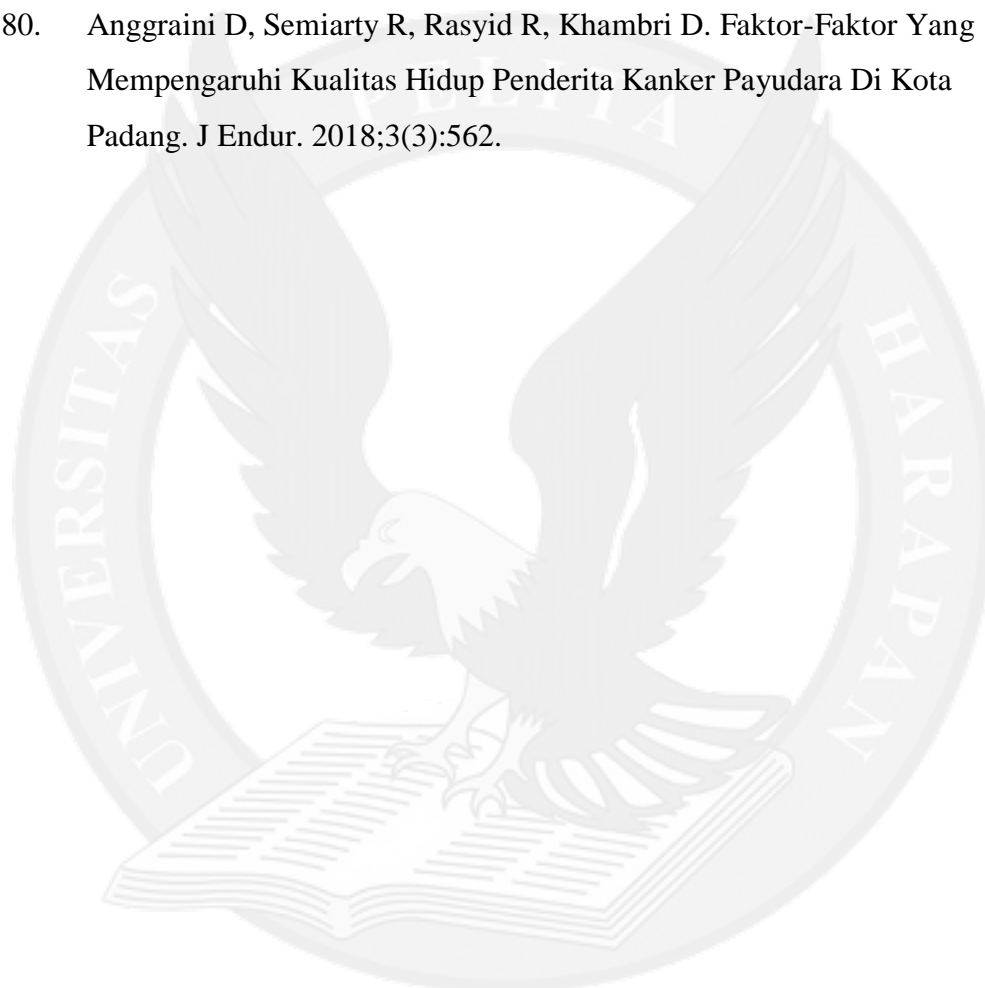 80. Anggraini D, Semiarty R, Rasyid R, Khambri D. Faktor-Faktor Yang
Mempengaruhi Kualitas Hidup Penderita Kanker Payudara Di Kota
Padang. J Endur. 2018;3(3):562.
UNIVERSITAS
PELITA
HARAPAN